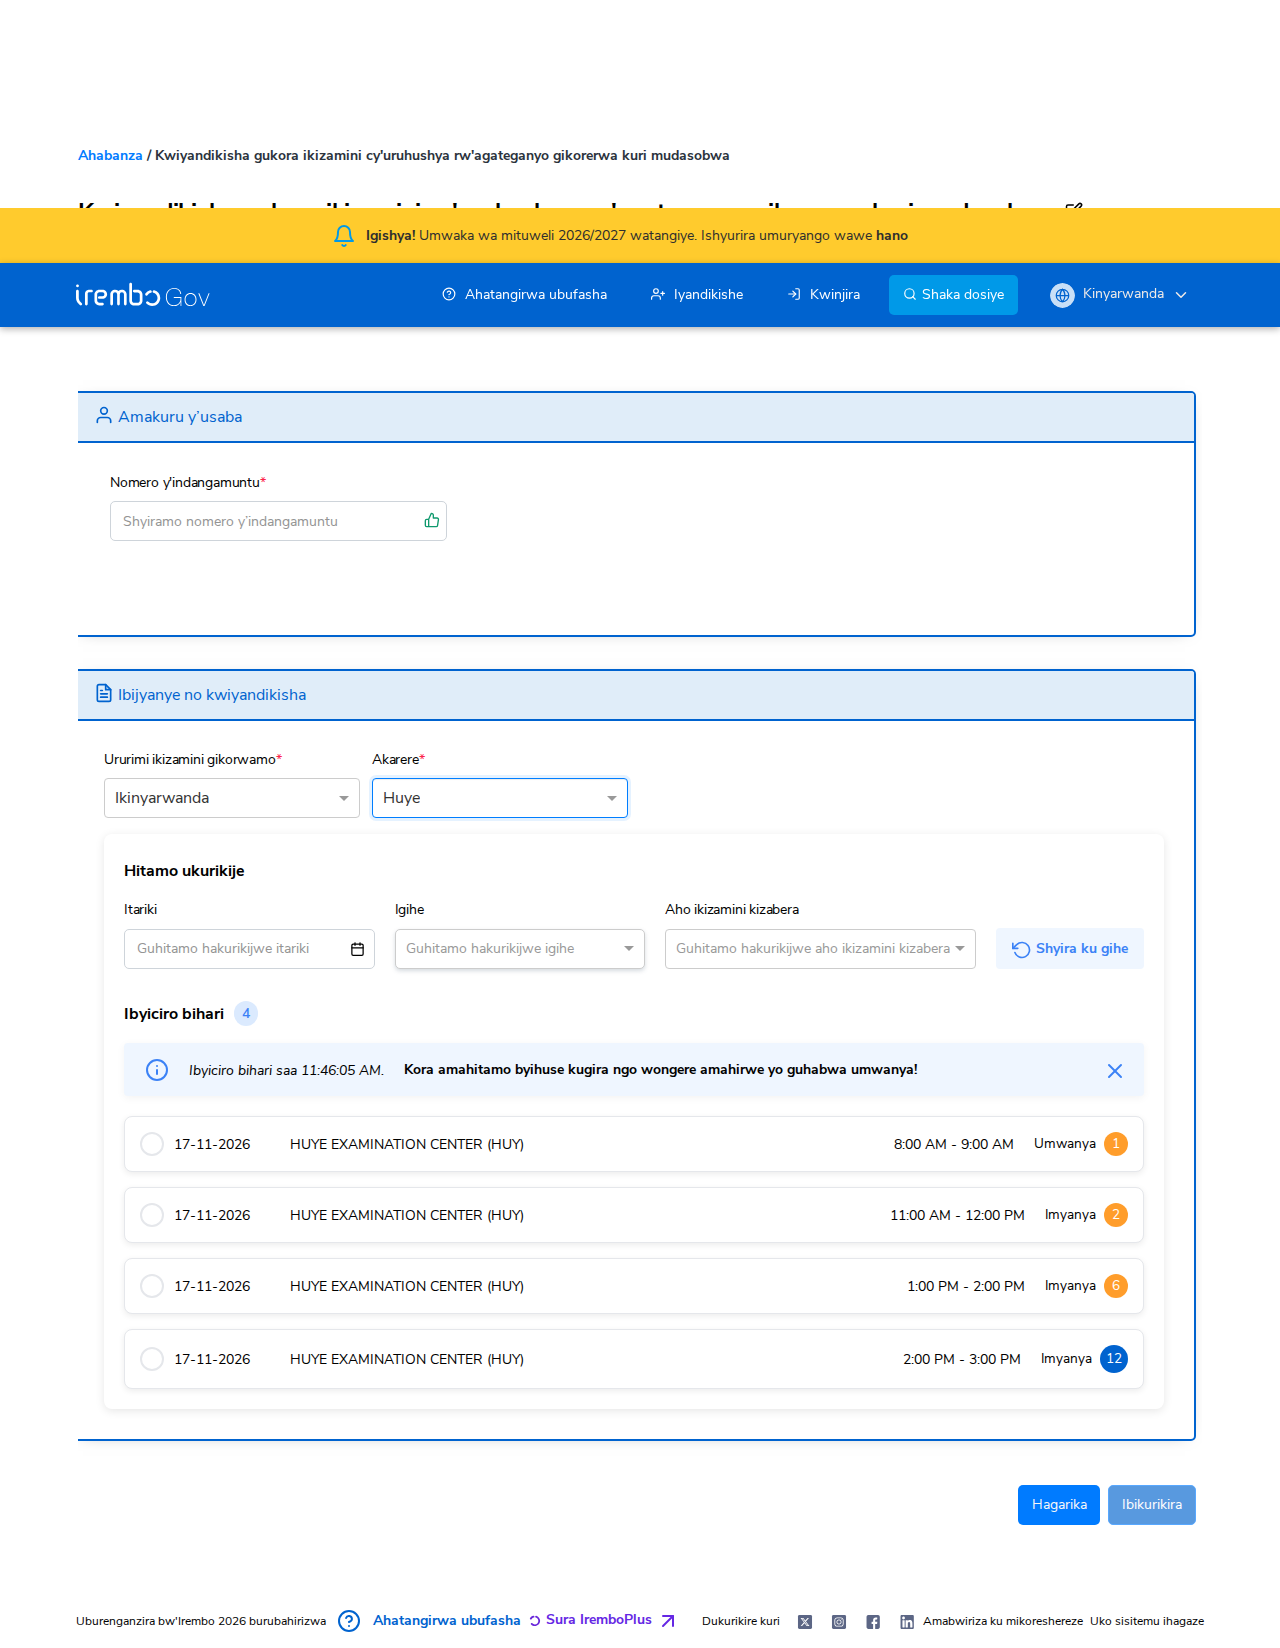 Ahabanza / Kwiyandikisha gukora ikizamini cy'uruhushya rw'agateganyo gikorerwa kuri mudasobwa
Igishya! Umwaka wa mituweli 2026/2027 watangiye. Ishyurira umuryango wawe hano
irembo Gov
Ahatangirwa ubufasha
Iyandikishe
Kwinjira
Shaka dosiye
Kinyarwanda
Amakuru y’usaba
Nomero y'indangamuntu*
Shyiramo nomero y’indangamuntu
Ibijyanye no kwiyandikisha
Ururimi ikizamini gikorwamo*
Akarere*
Ikinyarwanda
Huye
Hitamo ukurikije
Itariki
Igihe
Aho ikizamini kizabera
Guhitamo hakurikijwe itariki
Guhitamo hakurikijwe igihe
Guhitamo hakurikijwe aho ikizamini kizabera
Shyira ku gihe
Ibyiciro bihari 4
Ibyiciro bihari saa 11:46:05 AM. Kora amahitamo byihuse kugira ngo wongere amahirwe yo guhabwa umwanya!
17-11-2026 HUYE EXAMINATION CENTER (HUY) 8:00 AM - 9:00 AM Umwanya 1
17-11-2026 HUYE EXAMINATION CENTER (HUY) 11:00 AM - 12:00 PM Imyanya 2
17-11-2026 HUYE EXAMINATION CENTER (HUY) 1:00 PM - 2:00 PM Imyanya 6
17-11-2026 HUYE EXAMINATION CENTER (HUY) 2:00 PM - 3:00 PM Imyanya 12
Hagarika
Ibikurikira
Uburenganzira bw'Irembo 2026 burubahirizwa
Ahatangirwa ubufasha
Sura IremboPlus
Dukurikire kuri
Amabwiriza ku mikoreshereze
Uko sisitemu ihagaze